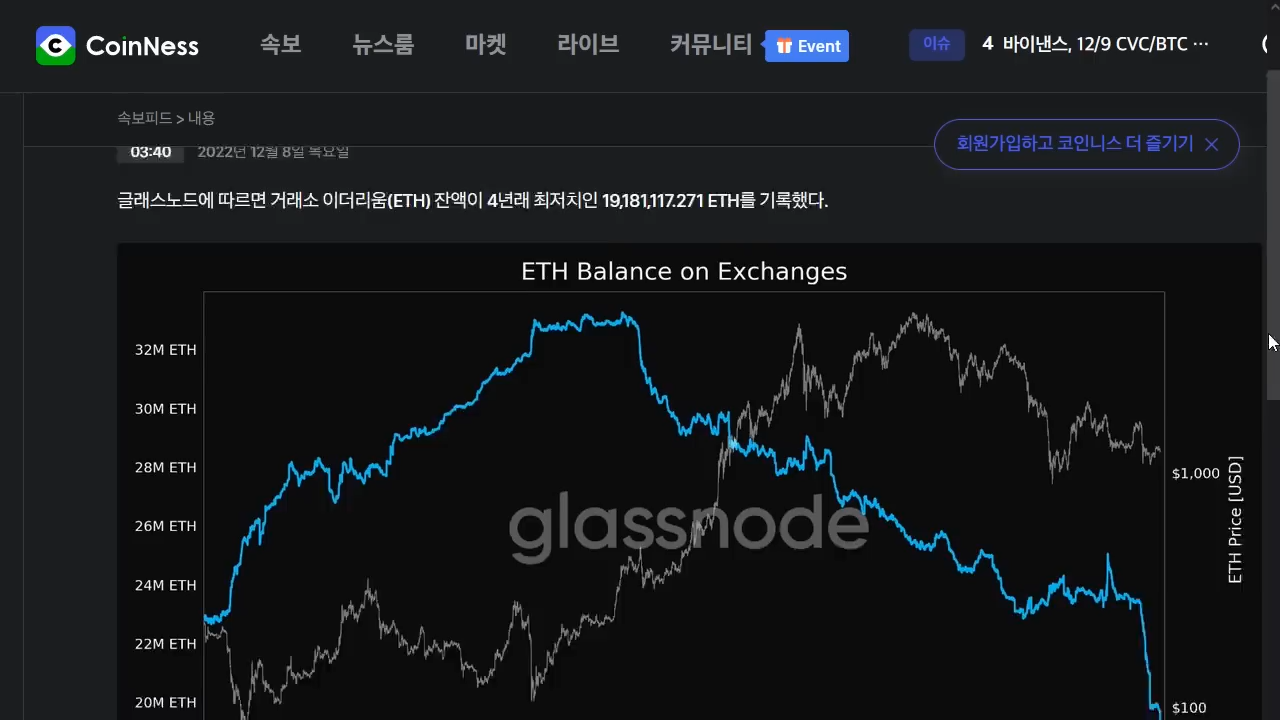 CoinNess 속보 뉴스룸 마켓 라이브 커뮤니티 Event 이슈 4 바이낸스, 12/9 CVC/BTC ···
속보피드 > 내용
회원가입하고 코인니스 더 즐기기
03:40 2022년 12월 8일 목요일
글래스노드에 따르면 거래소 이더리움(ETH) 잔액이 4년래 최저치인 19,181,117.271 ETH를 기록했다.
ETH Balance on Exchanges
32M ETH
30M ETH
28M ETH
26M ETH
24M ETH
22M ETH
20M ETH
glassnode
$1,000
$100
ETH Price [USD]